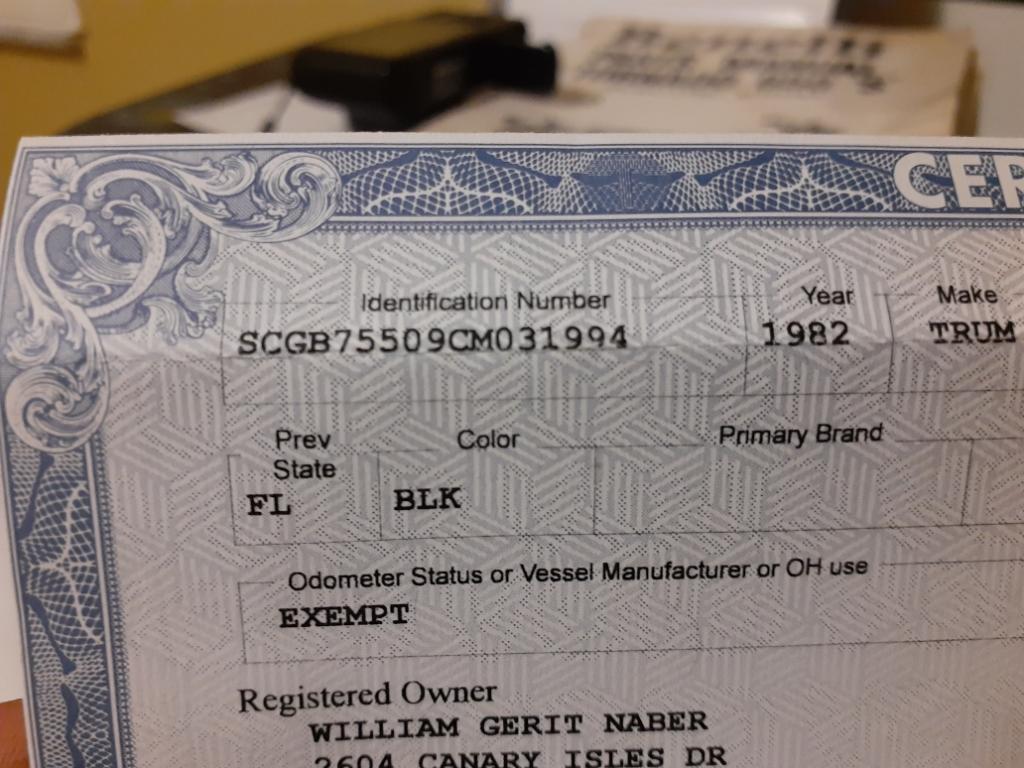 CER
Identification Number Year Make
SCGB75509CM031994 1982 TRUM
Prev State Color Primary Brand
FL BLK
Odometer Status or Vessel Manufacturer or OH use
EXEMPT
Registered Owner
WILLIAM GERIT NABER
2604 CANARY ISLES DR